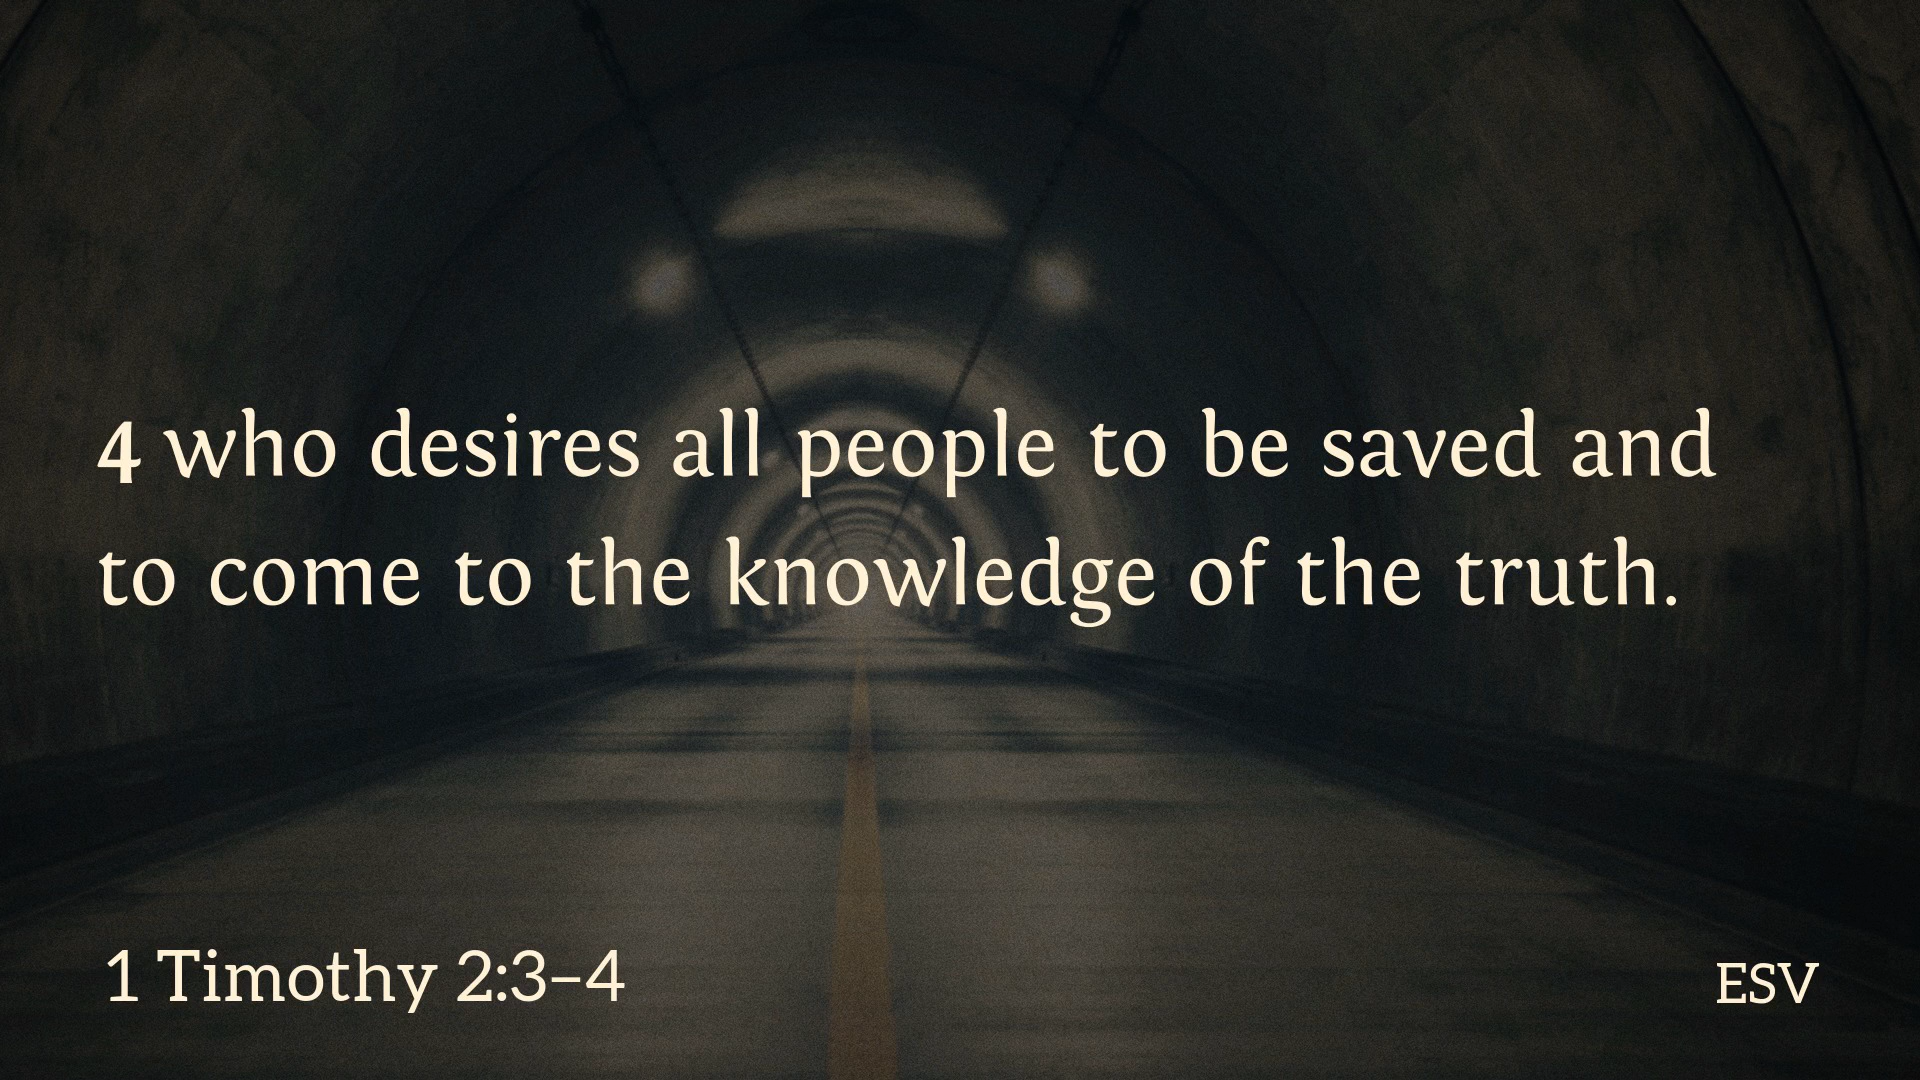 4 who desires all people to be saved and
to come to the knowledge of the truth.
1 Timothy 2:3–4
ESV